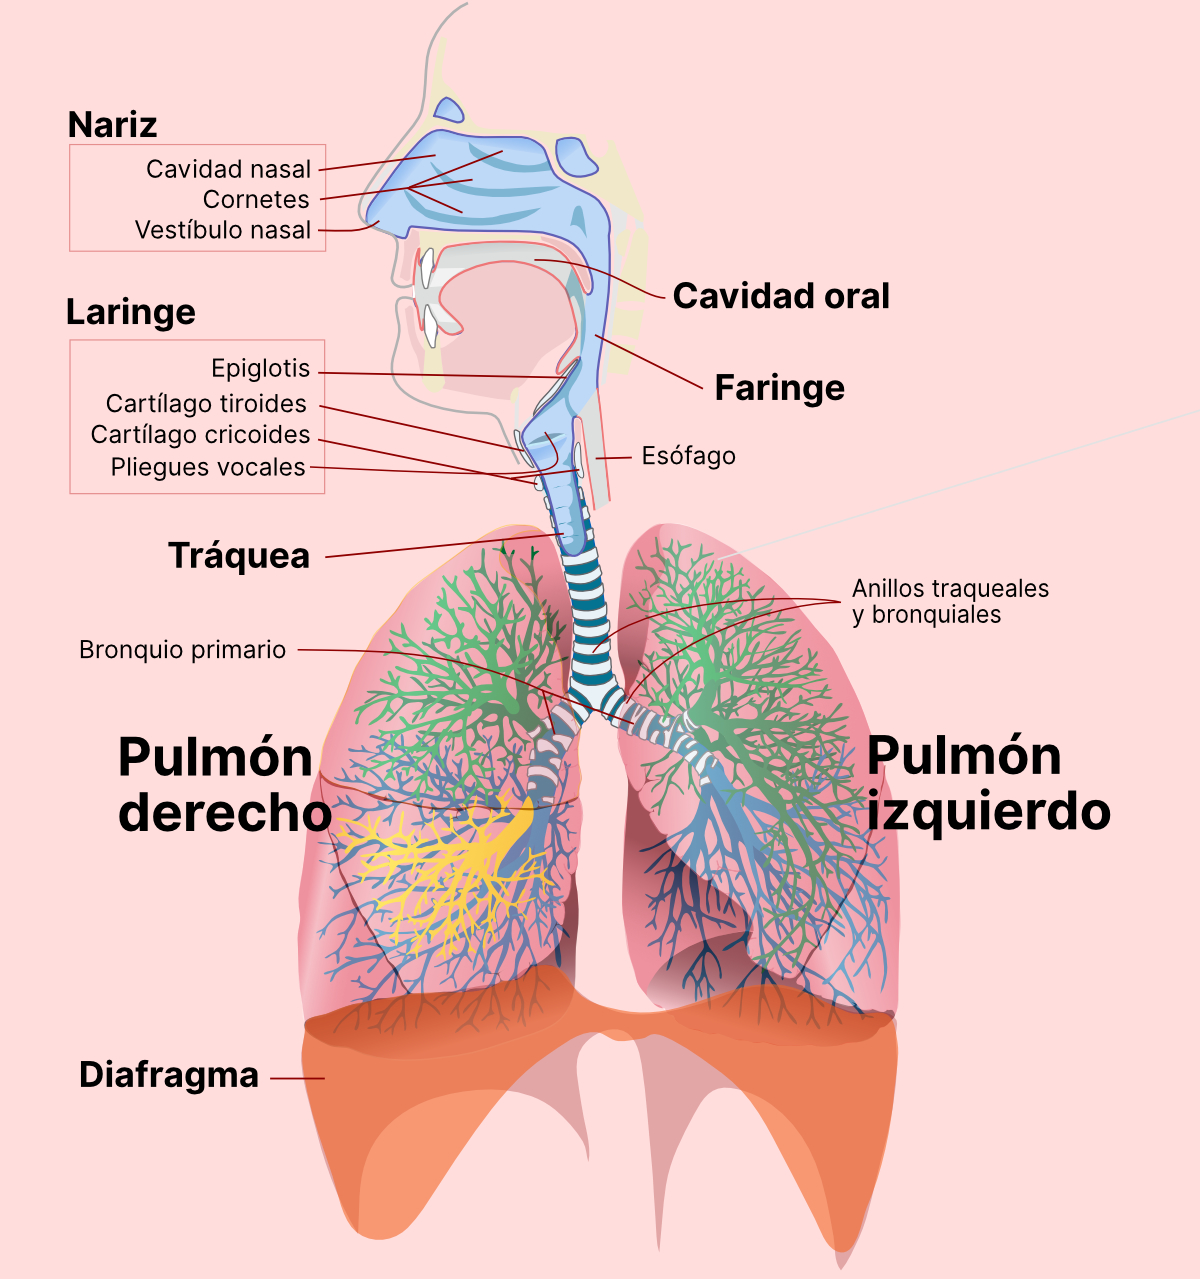 Nariz
Cavidad nasal
Cornetes
Vestíbulo nasal
Laringe
Epiglotis
Cartílago tiroides
Cartílago cricoides
Pliegues vocales
Cavidad oral
Faringe
Esófago
Tráquea
Anillos traqueales
y bronquiales
Bronquio primario
Pulmón
derecho
Pulmón
izquierdo
Diafragma